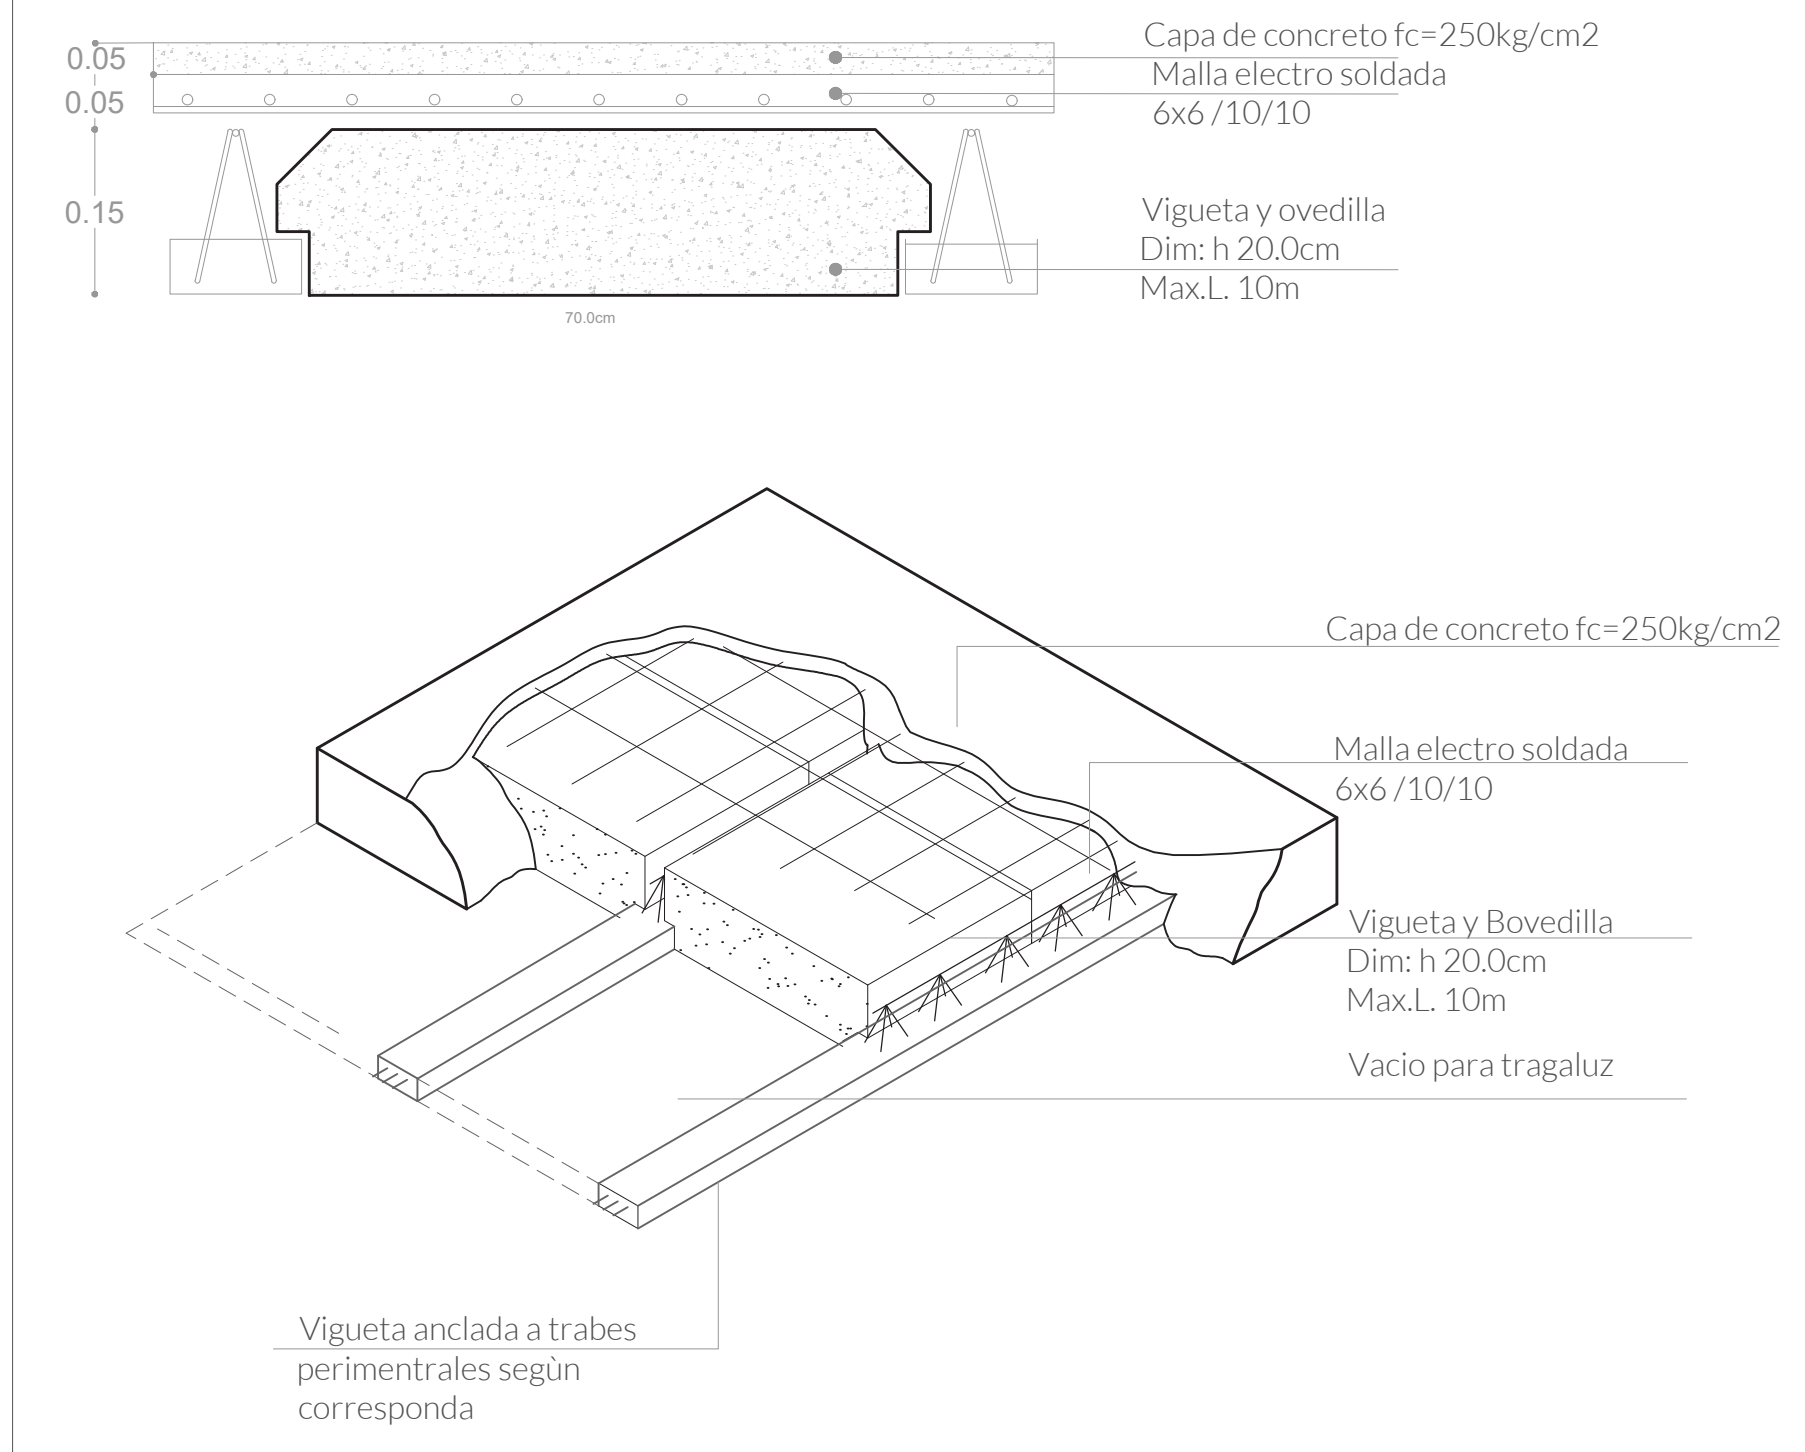 Capa de concreto fc=250kg/cm2
0.05
Malla electro soldada
0.05
6x6 /10/10
0.15
Vigueta y ovedilla
Dim: h 20.0cm
Max.L. 10m
70.0cm
Capa de concreto fc=250kg/cm2
Malla electro soldada
6x6 /10/10
Vigueta y Bovedilla
Dim: h 20.0cm
Max.L. 10m
Vacio para tragaluz
Vigueta anclada a trabes
perimentrales segùn
corresponda